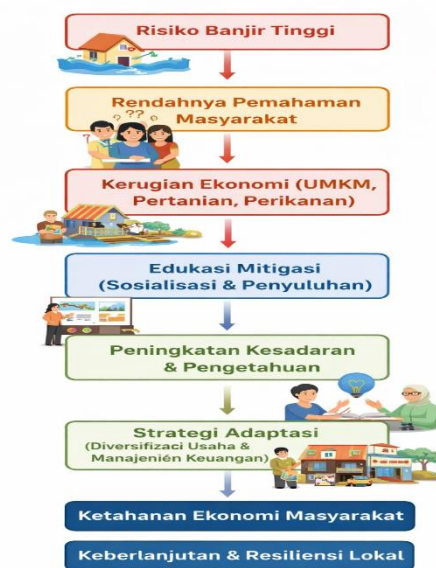 Risiko Banjir Tinggi
???
Rendahnya Pemahaman
Masyarakat
Kerugian Ekonomi (UMKM,
Pertanian, Perikanan)
Edukasi Mitigasi
(Sosialisasi & Penyuluhan)
Peningkatan Kesadaran
& Pengetahuan
Strategi Adaptasi
(Diversifizaci Usaha &
Manajenién Keuangan)
Ketahanan Ekonomi Masyarakat
Keberlanjutan & Resiliensi Lokal